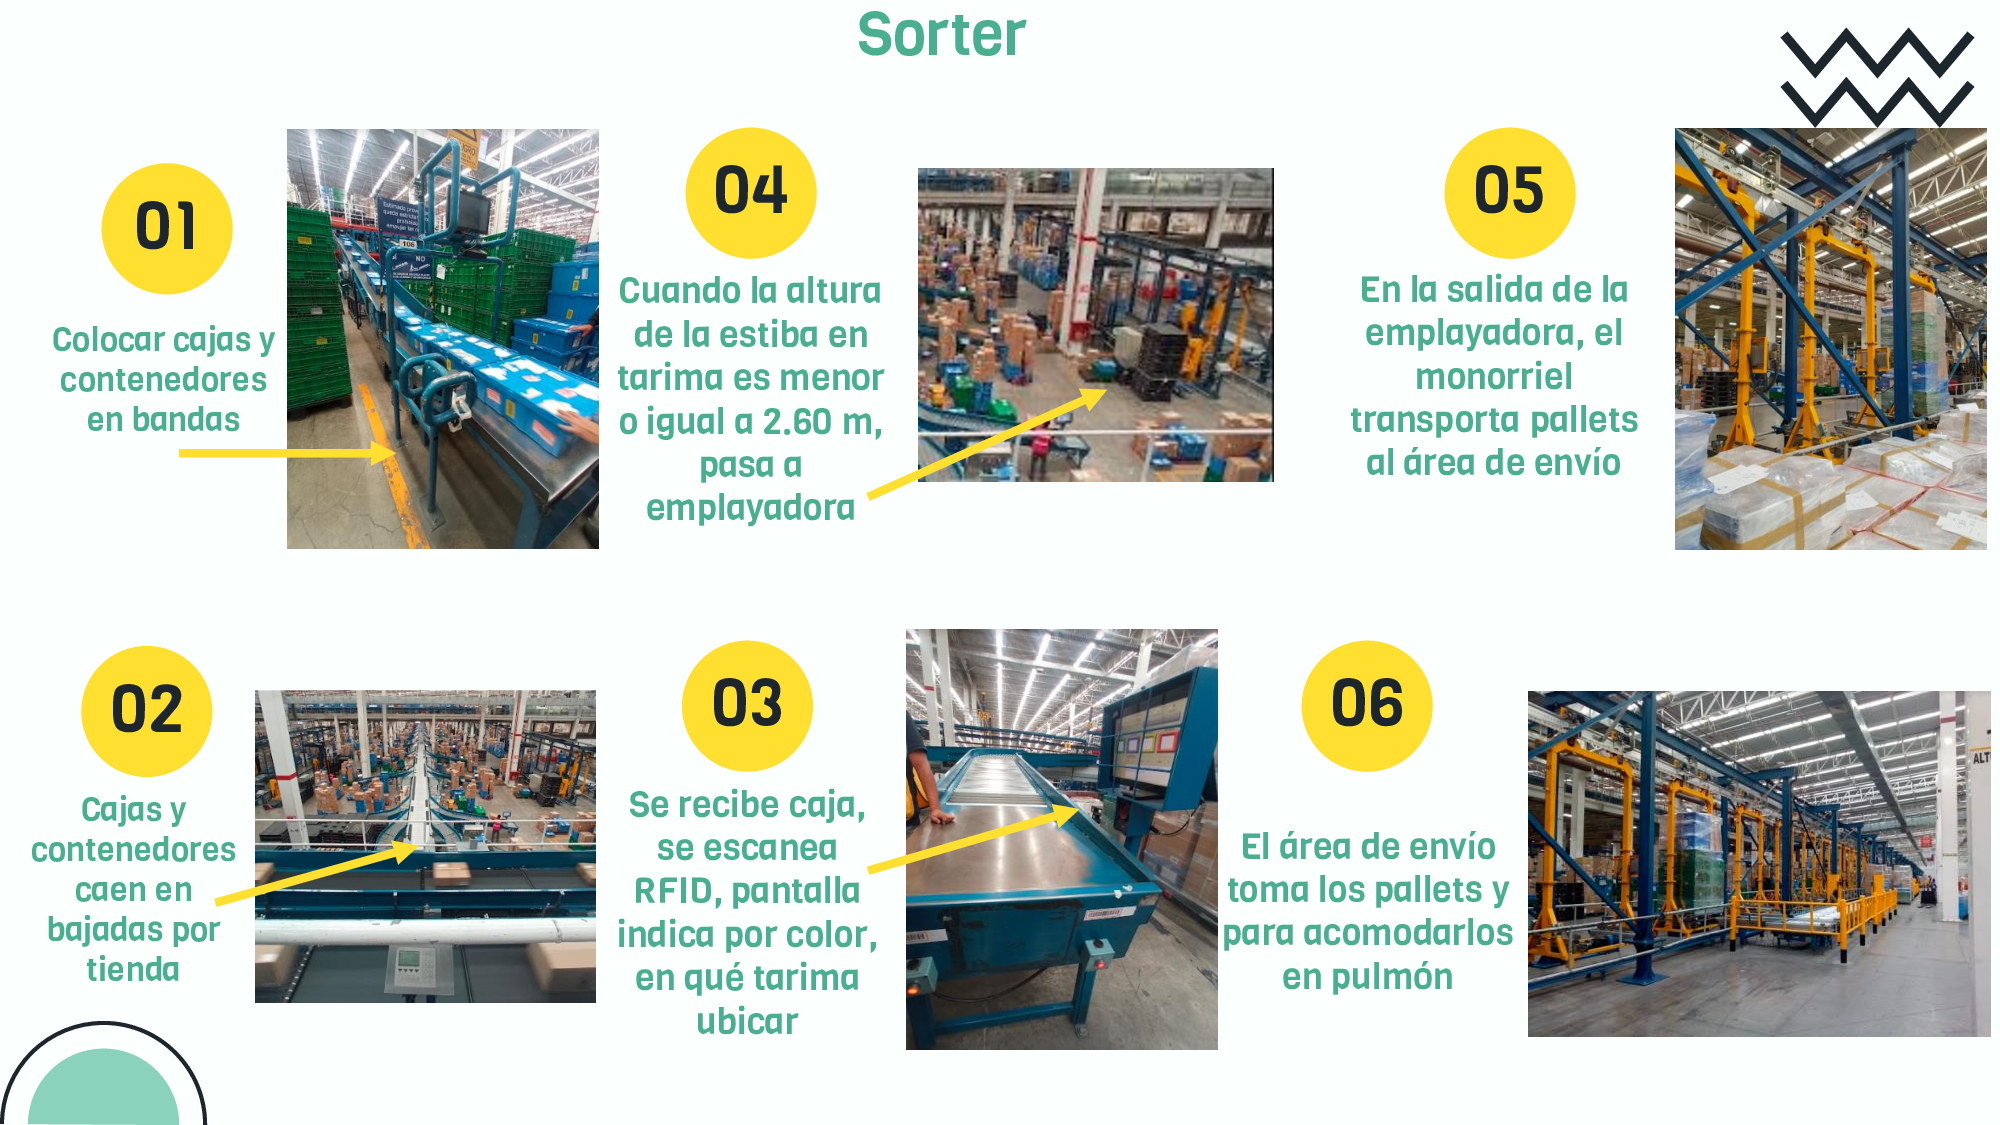 Sorter
01
Colocar cajas y
contenedores
en bandas
106
NO
02
Cajas y
contenedores
caen en
bajadas por
tienda
03
Se recibe caja,
se escanea
RFID, pantalla
indica por color,
en qué tarima
ubicar
04
Cuando la altura
de la estiba en
tarima es menor
o igual a 2.60 m,
pasa a
emplayadora
05
En la salida de la
emplayadora, el
monorriel
transporta pallets
al área de envío
06
El área de envío
toma los pallets y
para acomodarlos
en pulmón